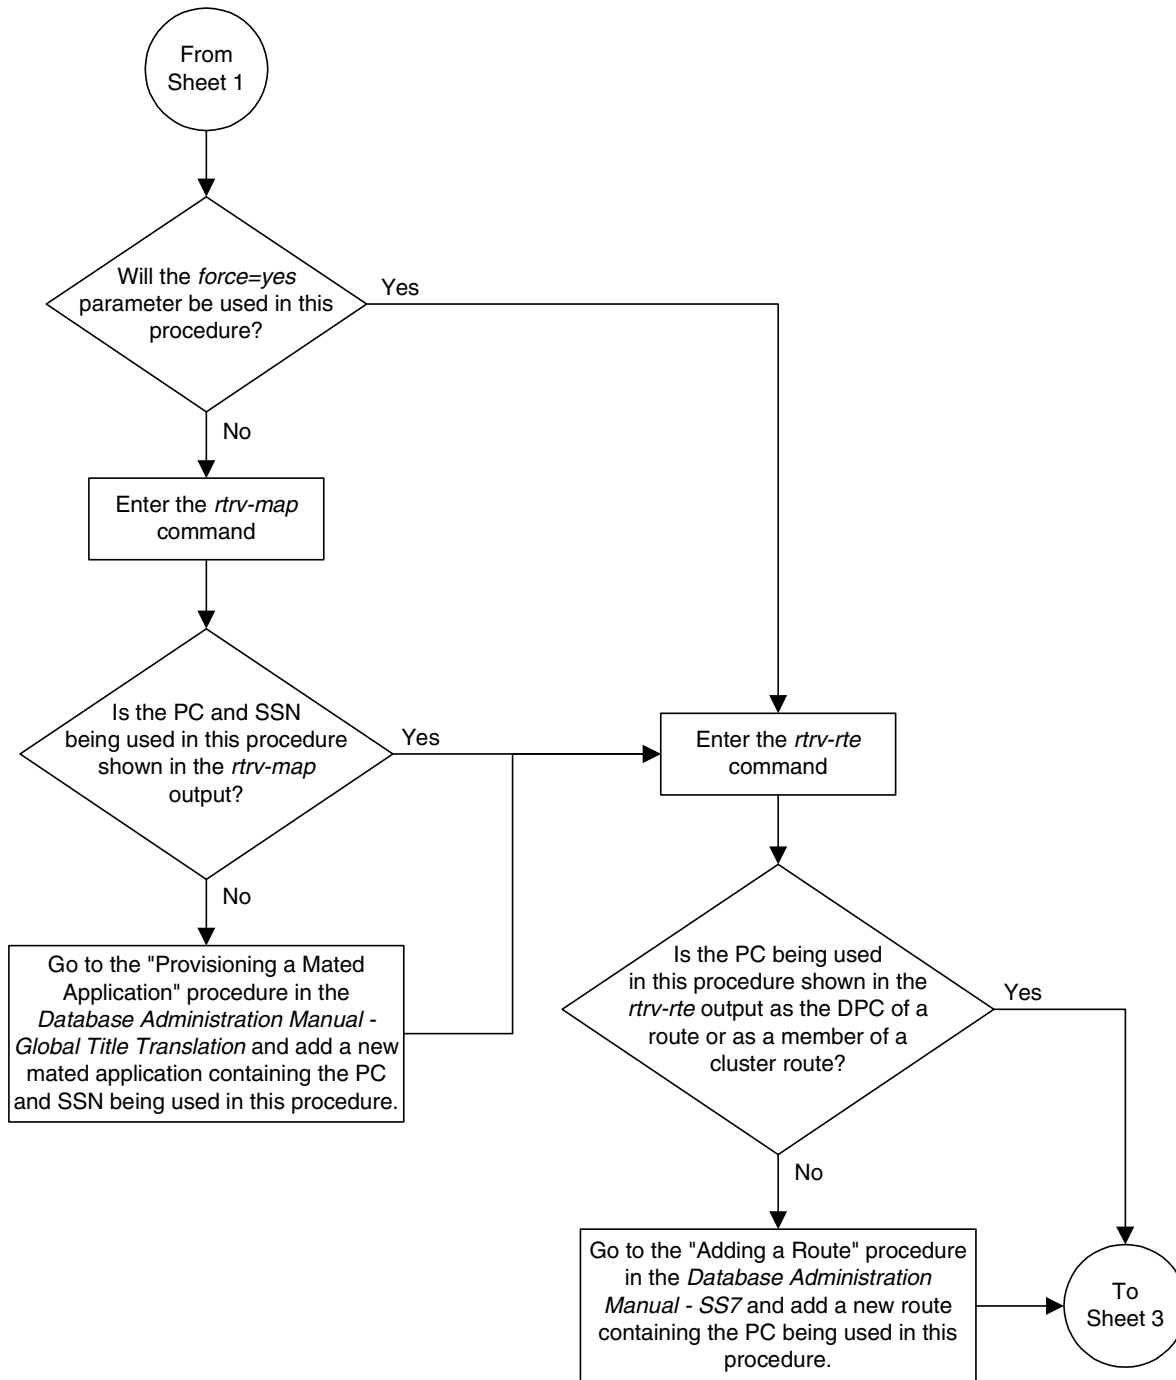 From
Sheet 1
Will the force=yes
parameter be used in this
procedure?
Yes
No
Enter the rtrv-map
command
Is the PC and SSN
being used in this procedure
shown in the rtrv-map
output?
Yes
No
Go to the "Provisioning a Mated
Application" procedure in the
Database Administration Manual -
Global Title Translation and add a new
mated application containing the PC
and SSN being used in this procedure.
Enter the rtrv-rte
command
Is the PC being used
in this procedure shown in the
rtrv-rte output as the DPC of a
route or as a member of a
cluster route?
Yes
No
Go to the "Adding a Route" procedure
in the Database Administration
Manual - SS7 and add a new route
containing the PC being used in this
procedure.
To
Sheet 3